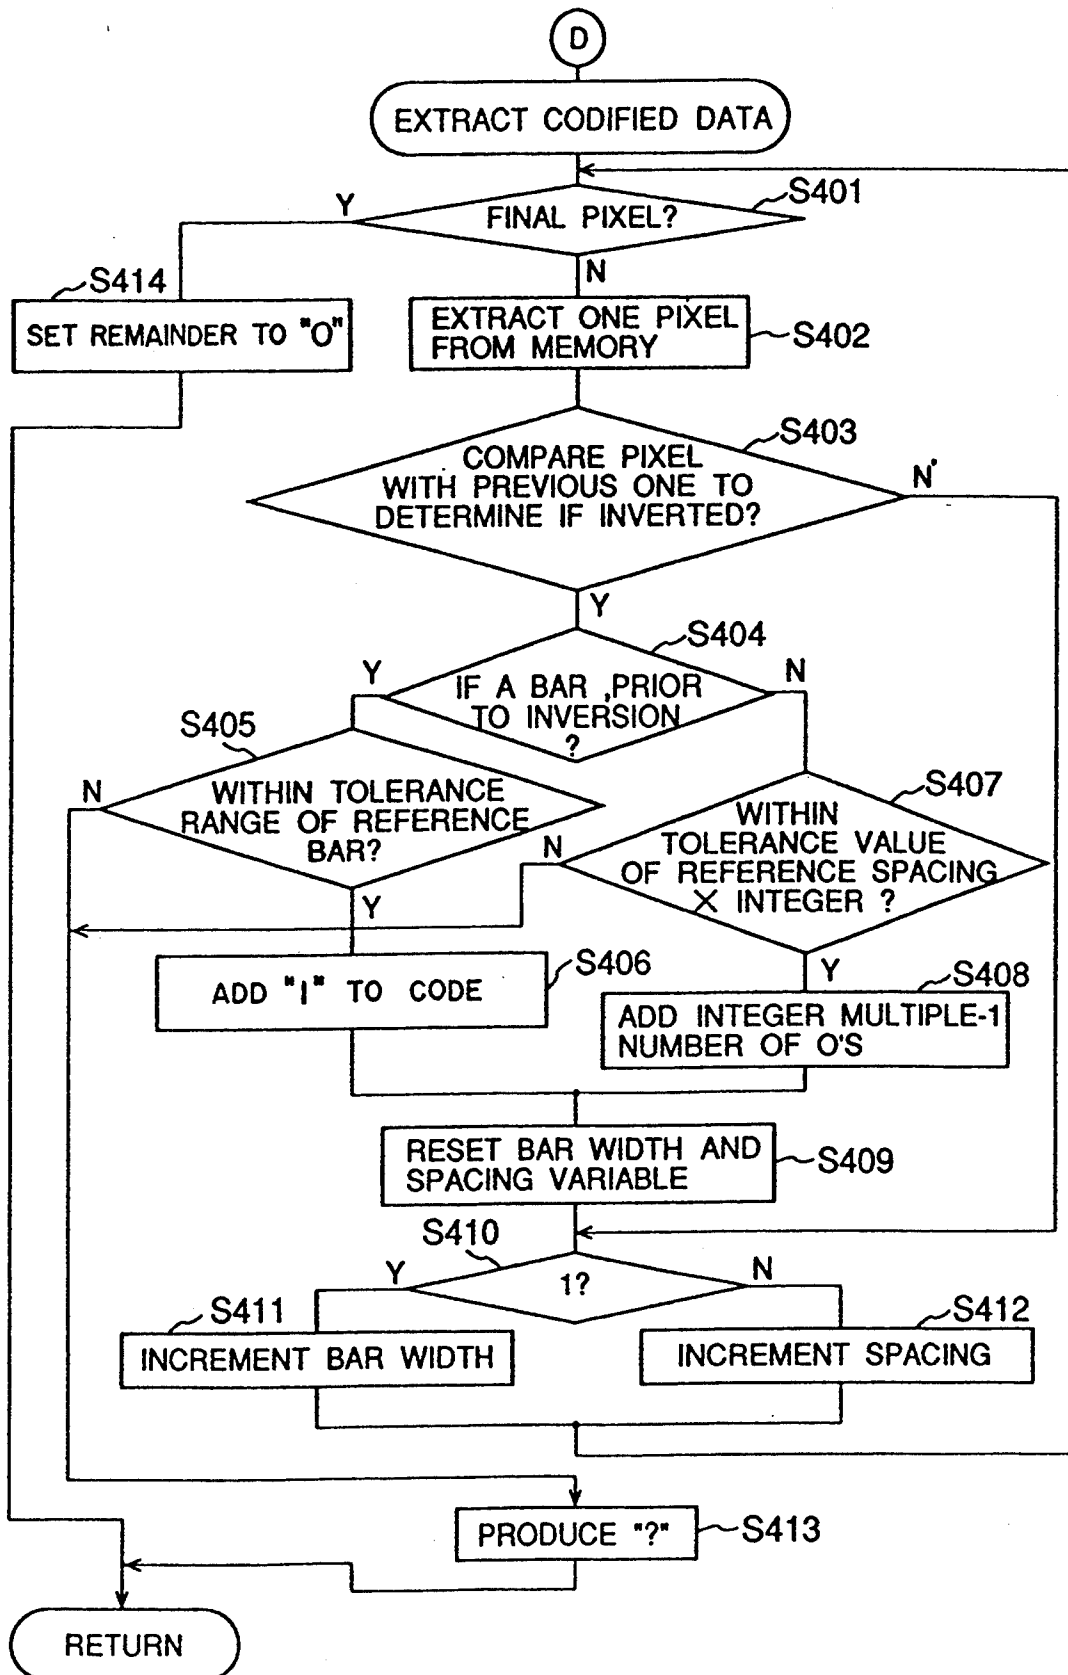 D
EXTRACT CODIFIED DATA
S401
Y
FINAL PIXEL?
N
S414
SET REMAINDER TO "O"
EXTRACT ONE PIXEL
FROM MEMORY
S402
S403
COMPARE PIXEL
WITH PREVIOUS ONE TO
DETERMINE IF INVERTED?
N'
Y
S404
Y
N
IF A BAR ,PRIOR
TO INVERSION
?
S405
N
WITHIN TOLERANCE
RANGE OF REFERENCE
BAR?
Y
S407
N
WITHIN
TOLERANCE VALUE
OF REFERENCE SPACING
X INTEGER ?
Y
S406
ADD "I" TO CODE
S408
ADD INTEGER MULTIPLE-1
NUMBER OF O'S
RESET BAR WIDTH AND
SPACING VARIABLE
S409
S410
Y
1?
N
S411
INCREMENT BAR WIDTH
S412
INCREMENT SPACING
PRODUCE "?"
S413
RETURN